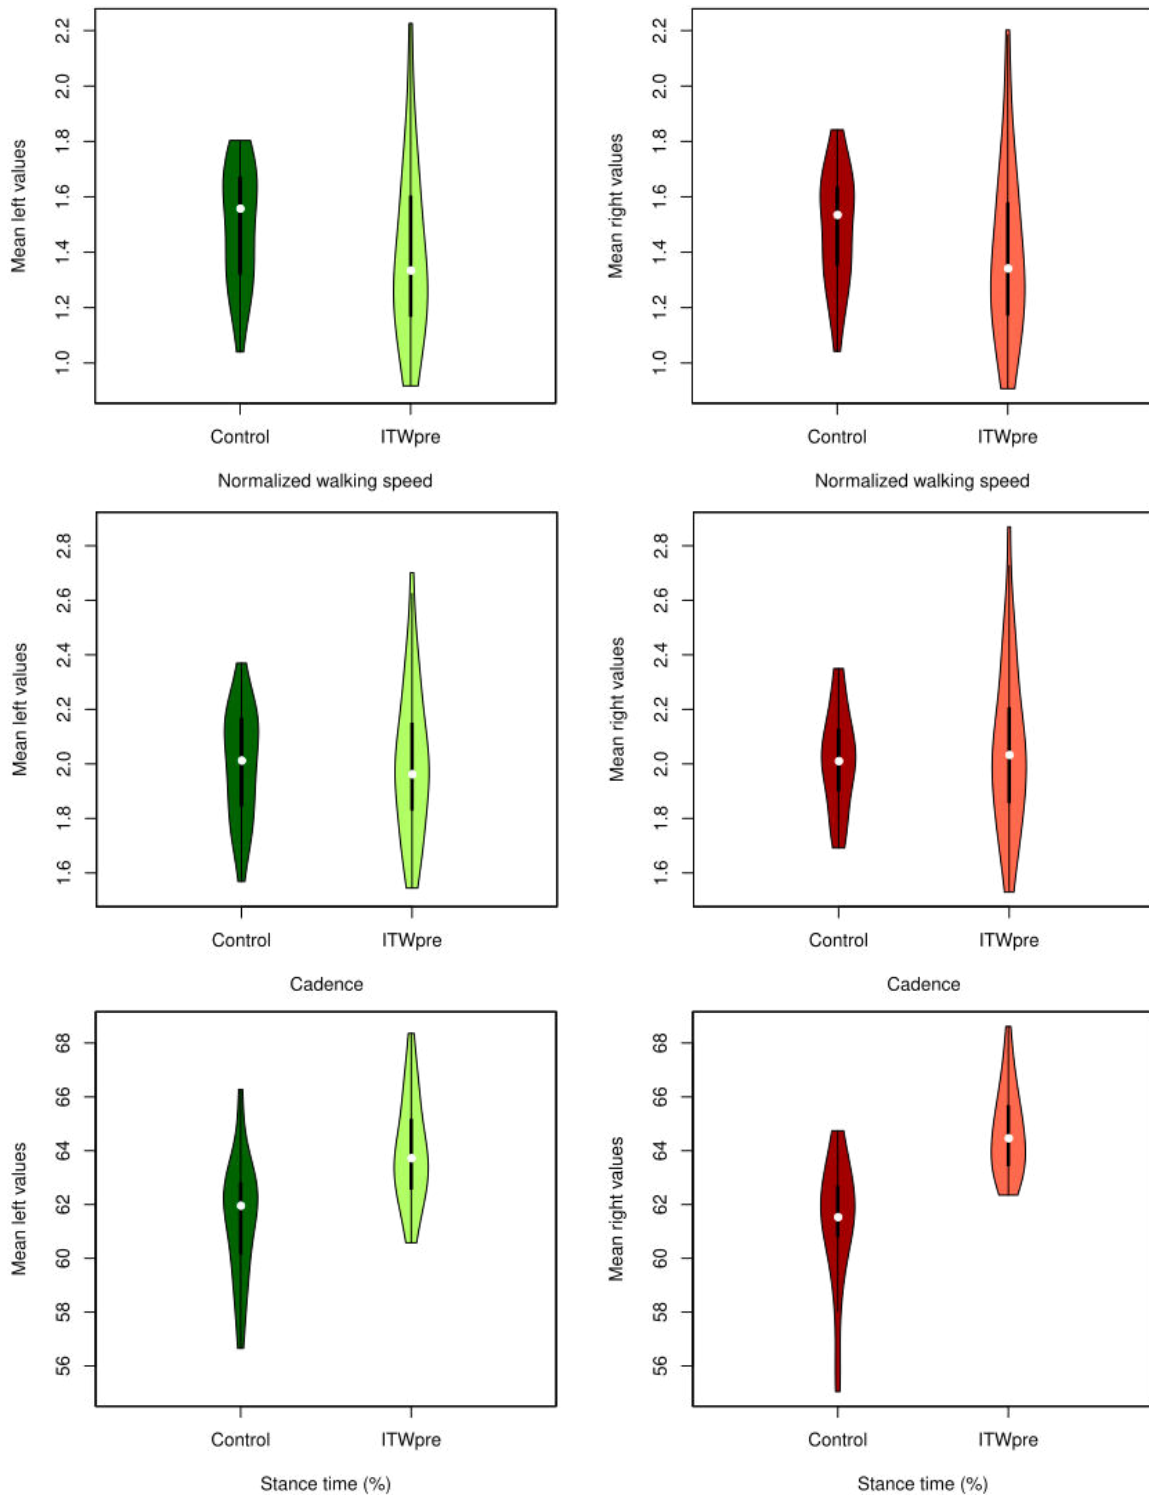 Mean left values
2.2
2.0
1.8
1.6
1.4
1.2
1.0
Control ITWpre
Normalized walking speed
Mean right values
2.2
2.0
1.8
1.6
1.4
1.2
1.0
Control ITWpre
Normalized walking speed
Mean left values
2.8
2.6
2.4
2.2
2.0
1.8
1.6
Control ITWpre
Cadence
Mean right values
2.8
2.6
2.4
2.2
2.0
1.8
1.6
Control ITWpre
Cadence
Mean left values
68
66
64
62
60
58
56
Control ITWpre
Stance time (%)
Mean right values
68
66
64
62
60
58
56
Control ITWpre
Stance time (%)